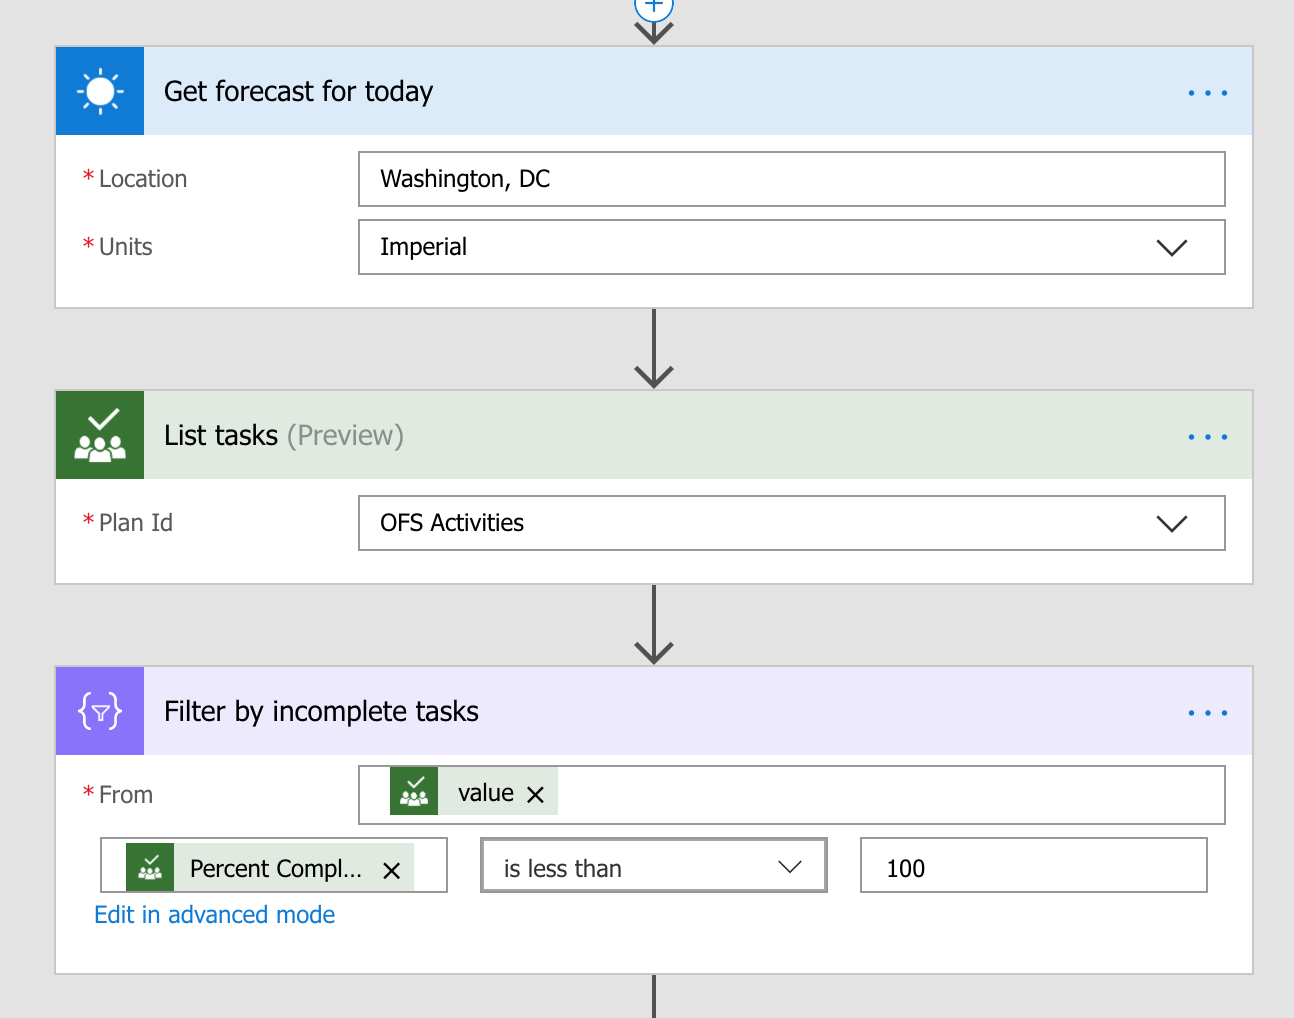 Get forecast for today
* Location
Washington, DC
* Units
Imperial
List tasks (Preview)
* Plan Id
OFS Activities
Filter by incomplete tasks
* From
value
Percent Compl...
is less than
100
Edit in advanced mode